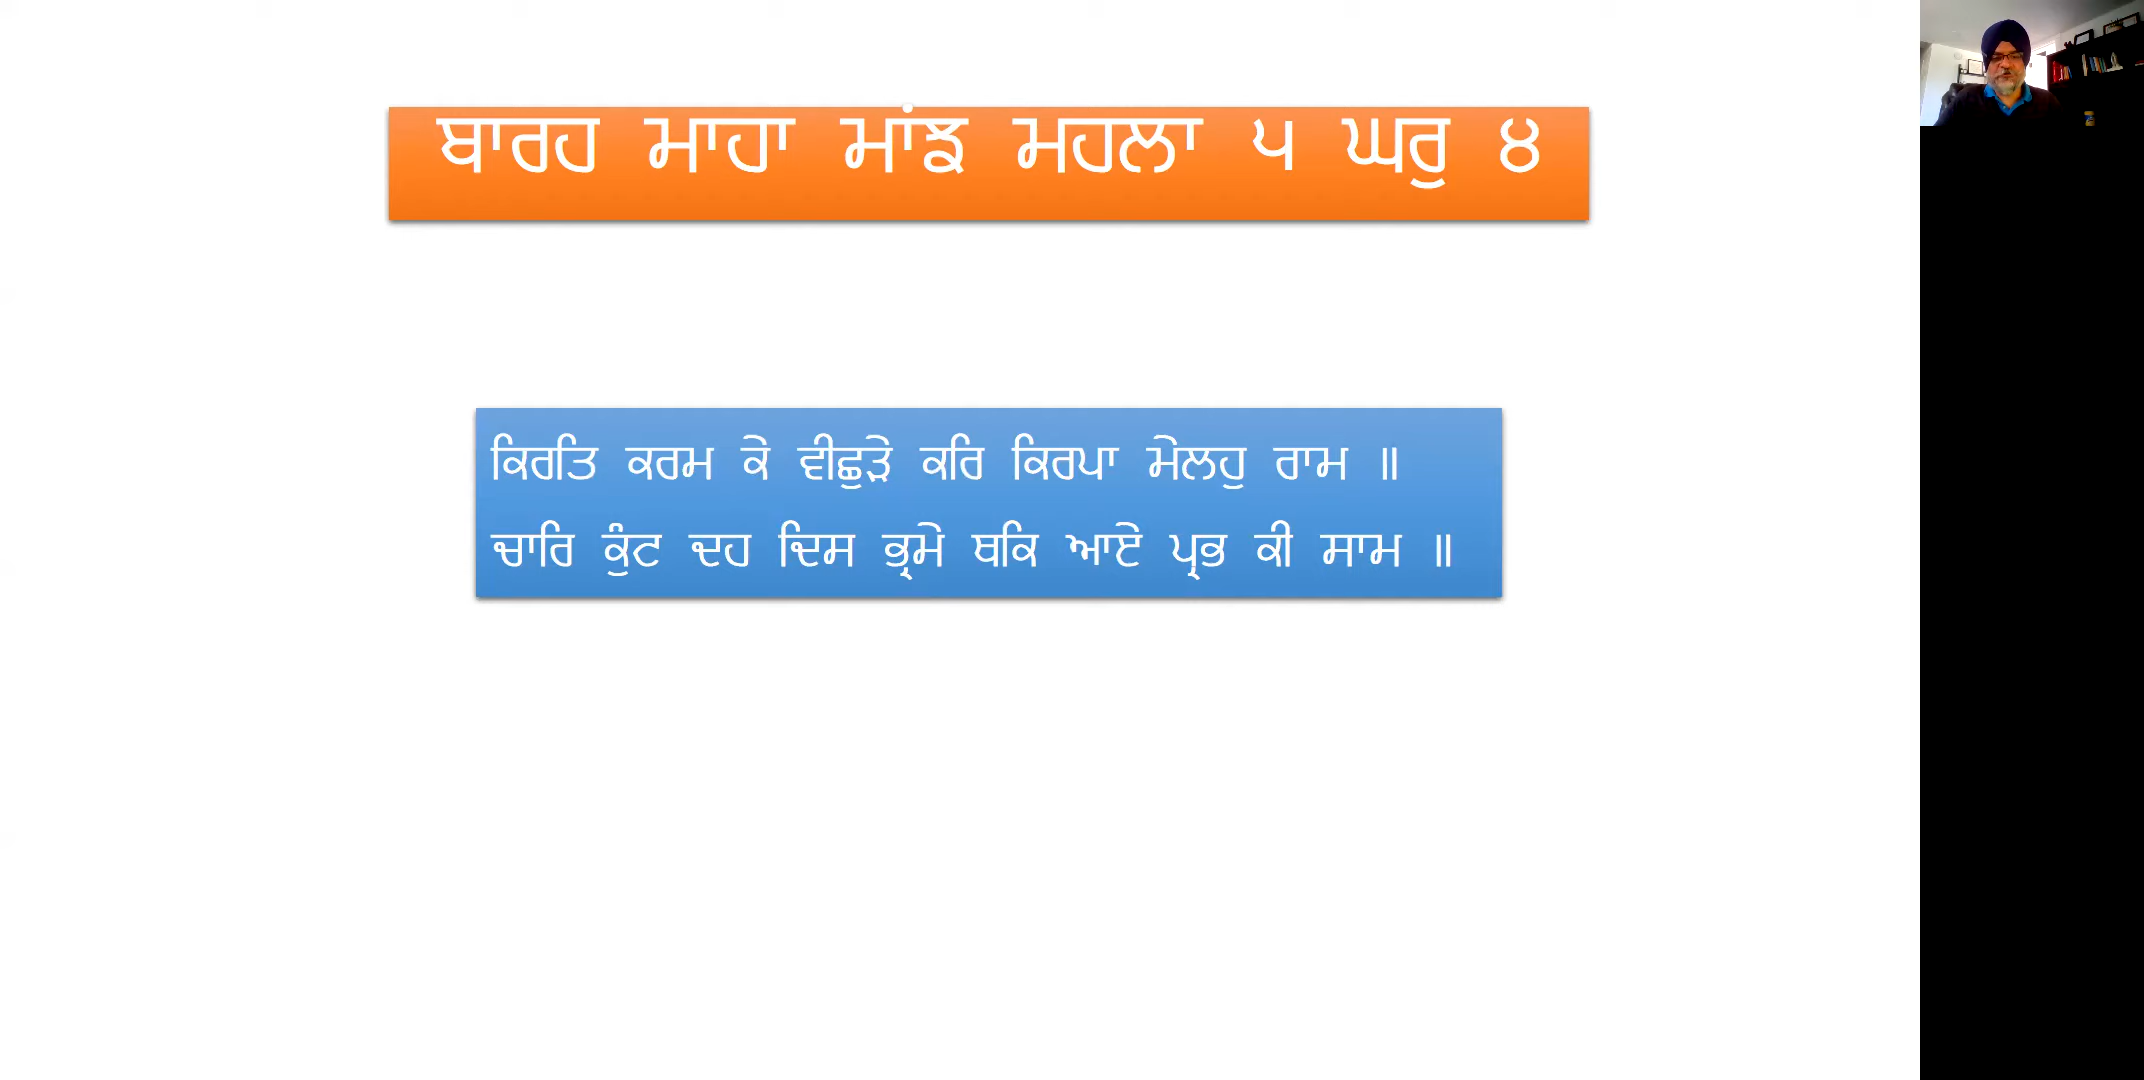 ਬਾਰਹ ਮਾਹਾ ਮਾਂਝ ਮਹਲਾ ੫ ਘਰੁ ੪
ਕਿਰਤਿ ਕਰਮ ਕੇ ਵੀਛੁੜੇ ਕਰਿ ਕਿਰਪਾ ਮੇਲਹੁ ਰਾਮ ॥
ਚਾਰਿ ਕੁੰਟ ਦਹ ਦਿਸ ਭ੍ਰਮੇ ਥਕਿ ਆਏ ਪ੍ਰਭ ਕੀ ਸਾਮ ॥